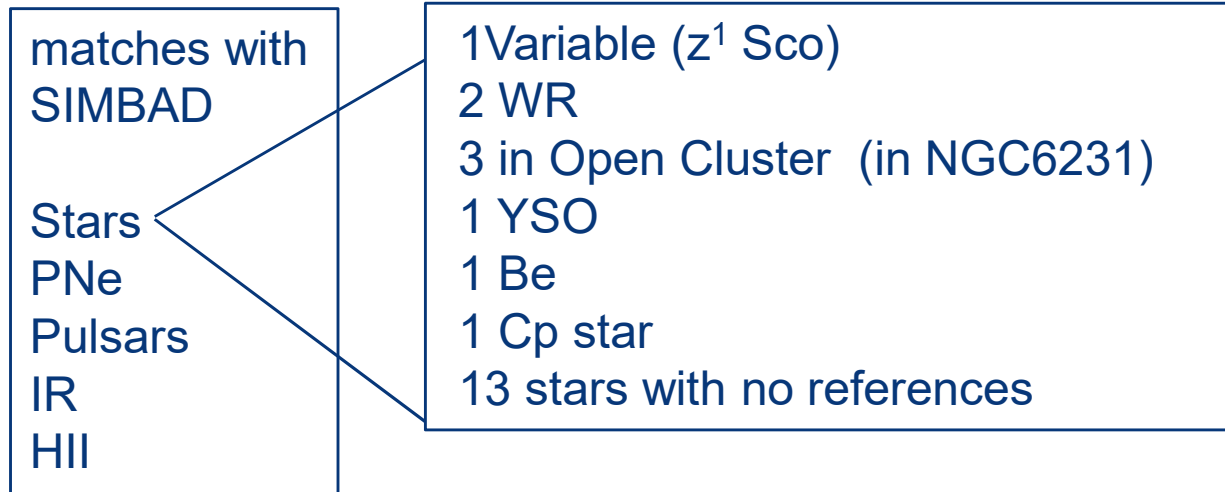 matches with
SIMBAD
Stars
PNe
Pulsars
IR
HII
1Variable (z¹ Sco)
2 WR
3 in Open Cluster  (in NGC6231)
1 YSO
1 Be
1 Cp star
13 stars with no references